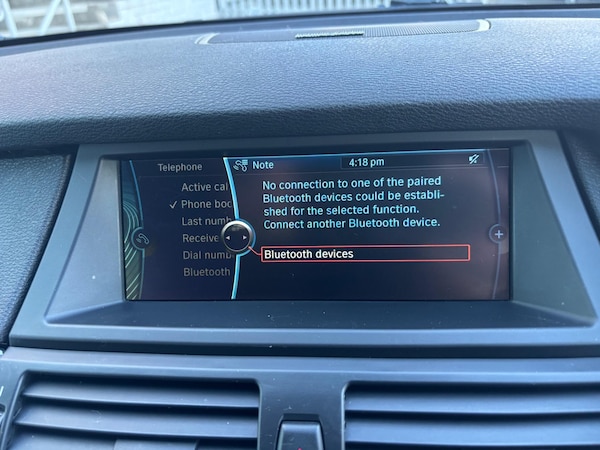 Telephone
Note
4:18 pm
Active cal
Phone boo
Last numb
Receive
Dial numb
Bluetooth
No connection to one of the paired
Bluetooth devices could be establi-
shed for the selected function.
Connect another Bluetooth device.
Bluetooth devices